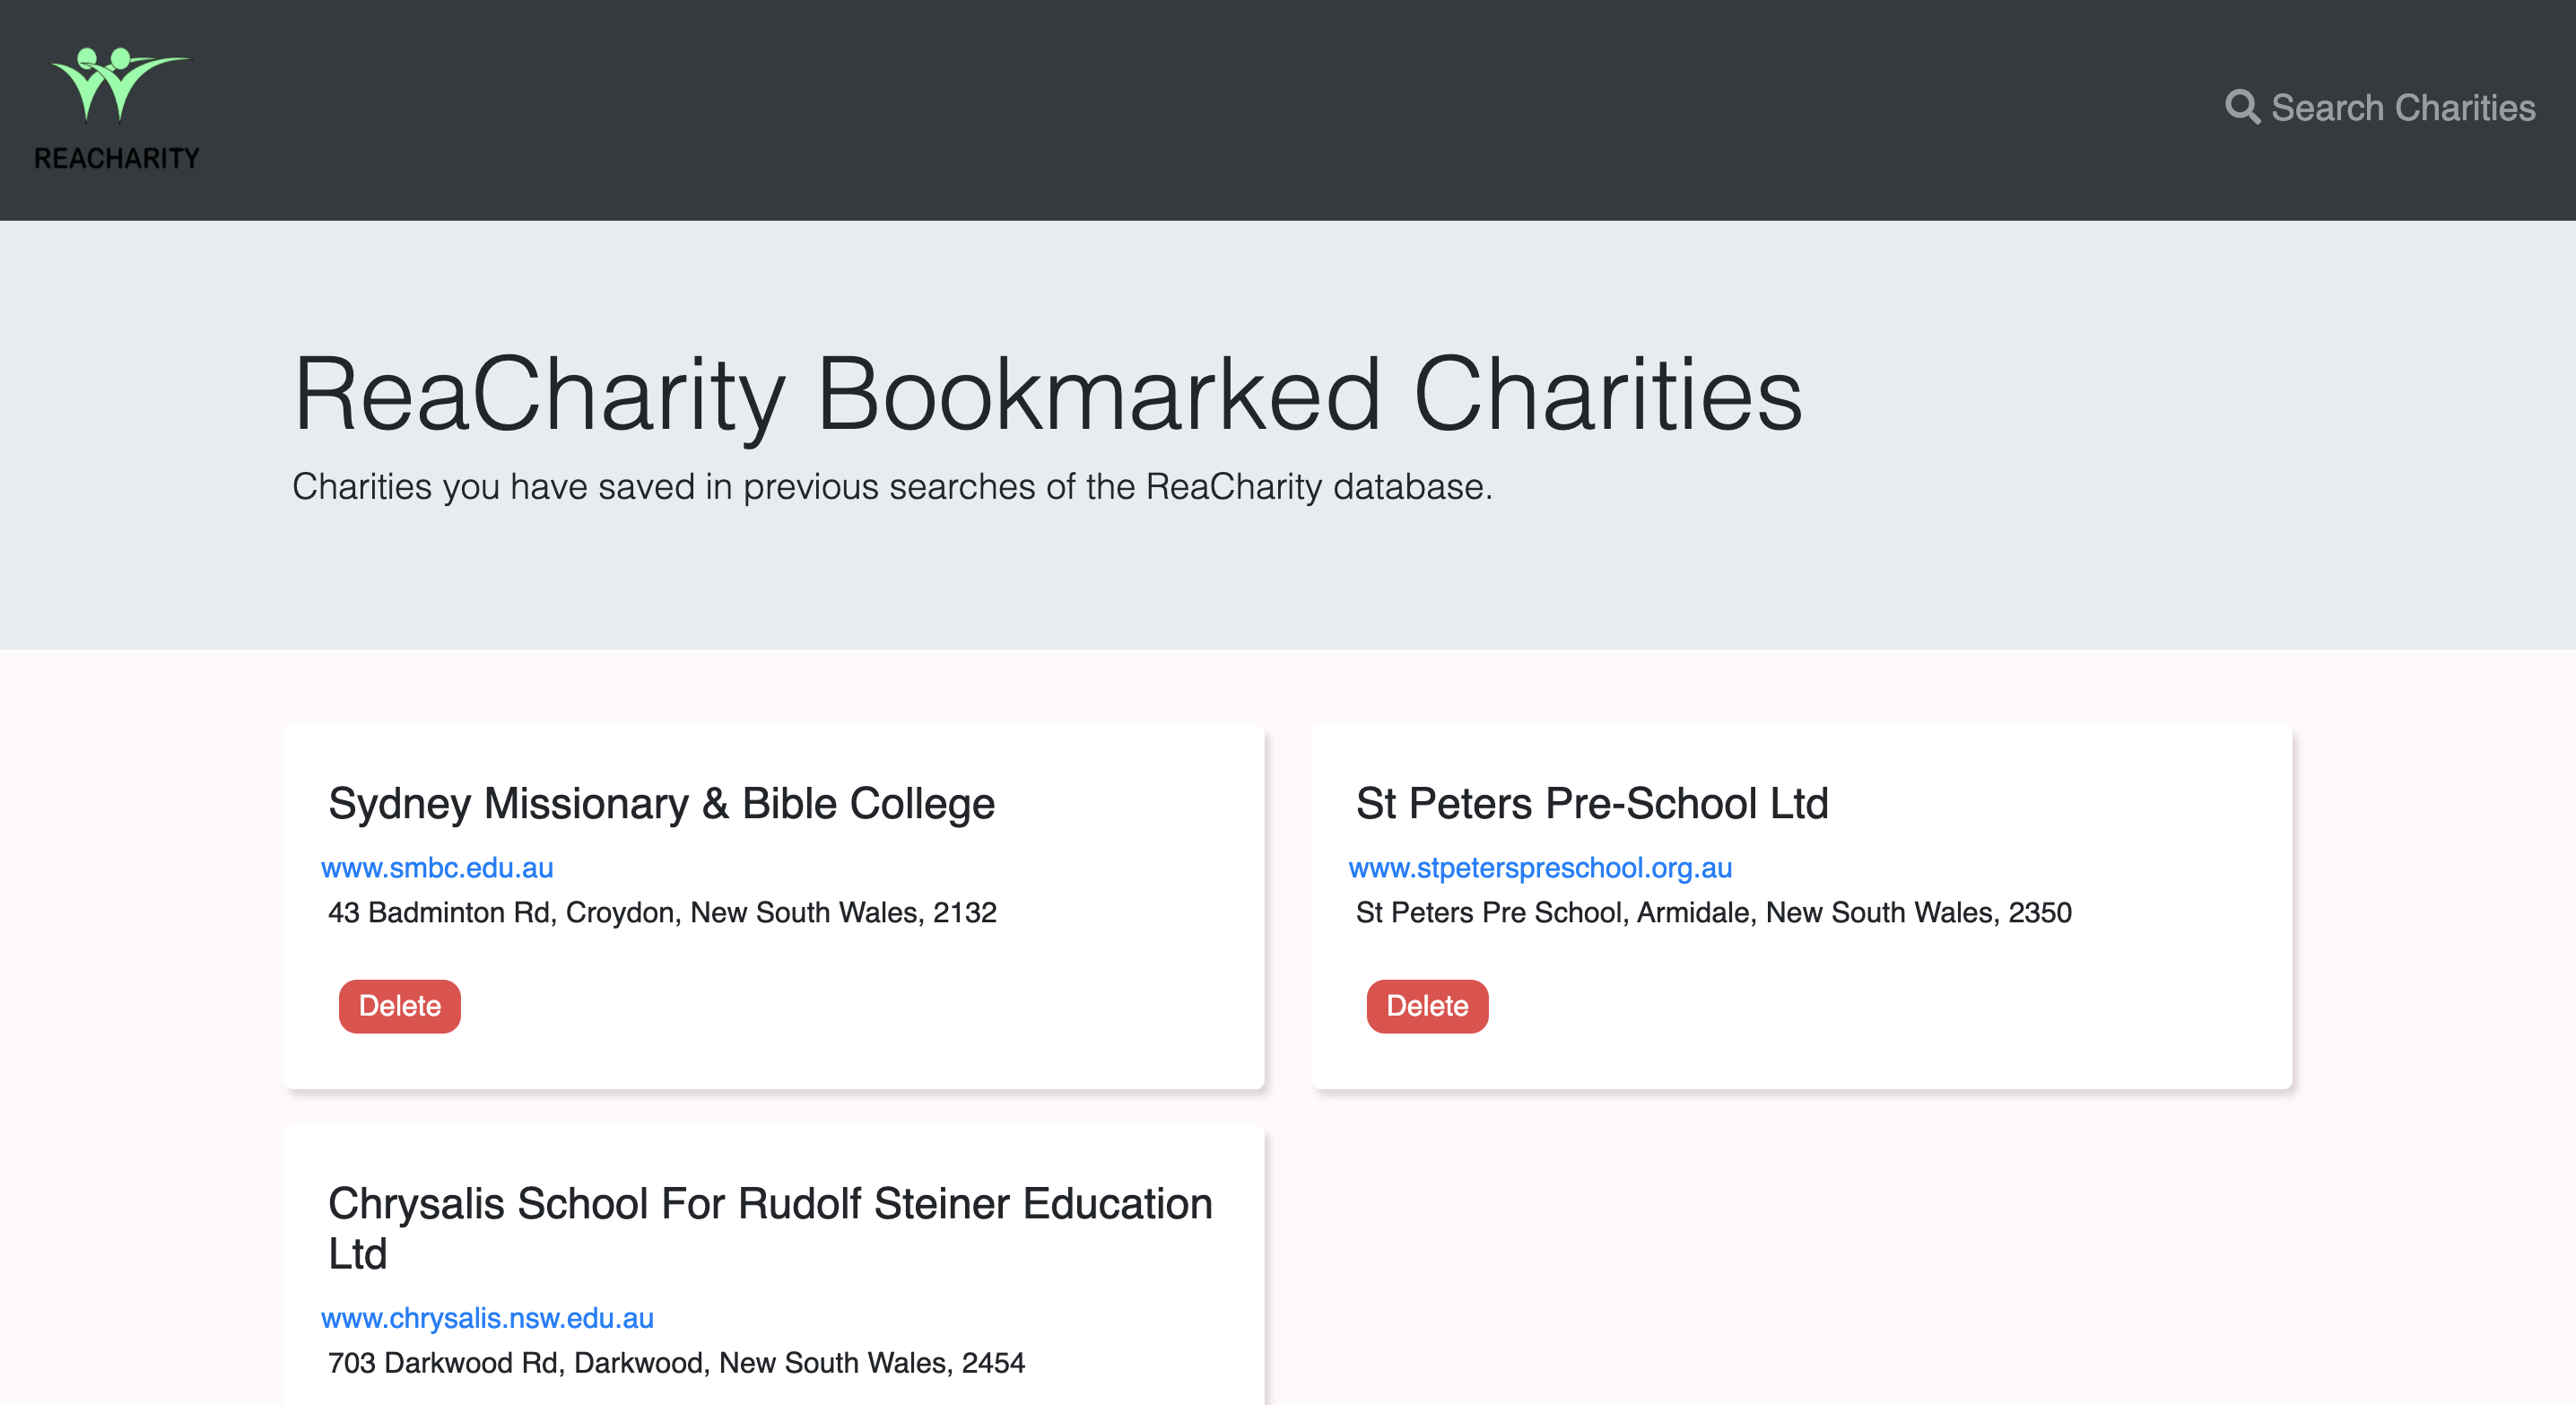 REACHARITY
Search Charities
ReaCharity Bookmarked Charities
Charities you have saved in previous searches of the ReaCharity database.
Sydney Missionary & Bible College
www.smbc.edu.au
43 Badminton Rd, Croydon, New South Wales, 2132
Delete
St Peters Pre-School Ltd
www.stpeterspreschool.org.au
St Peters Pre School, Armidale, New South Wales, 2350
Delete
Chrysalis School For Rudolf Steiner Education
Ltd
www.chrysalis.nsw.edu.au
703 Darkwood Rd, Darkwood, New South Wales, 2454